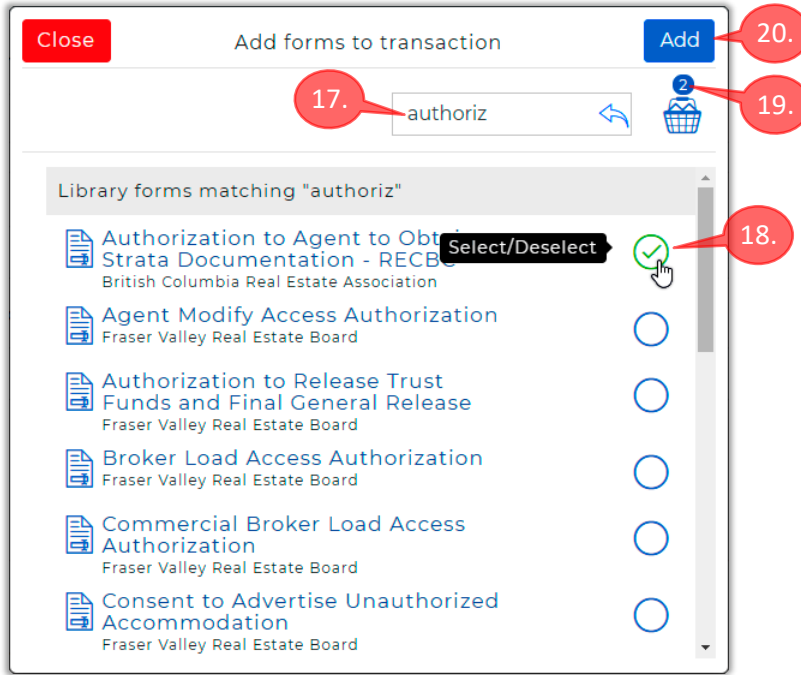 Close
Add forms to transaction
Add
20.
17.
authoriz
2
19.
Library forms matching "authoriz"
Authorization to Agent to Obt
Strata Documentation - RECBC
British Columbia Real Estate Association
Select/Deselect
18.
Agent Modify Access Authorization
Fraser Valley Real Estate Board
Authorization to Release Trust
Funds and Final General Release
Fraser Valley Real Estate Board
Broker Load Access Authorization
Fraser Valley Real Estate Board
Commercial Broker Load Access
Authorization
Fraser Valley Real Estate Board
Consent to Advertise Unauthorized
Accommodation
Fraser Valley Real Estate Board